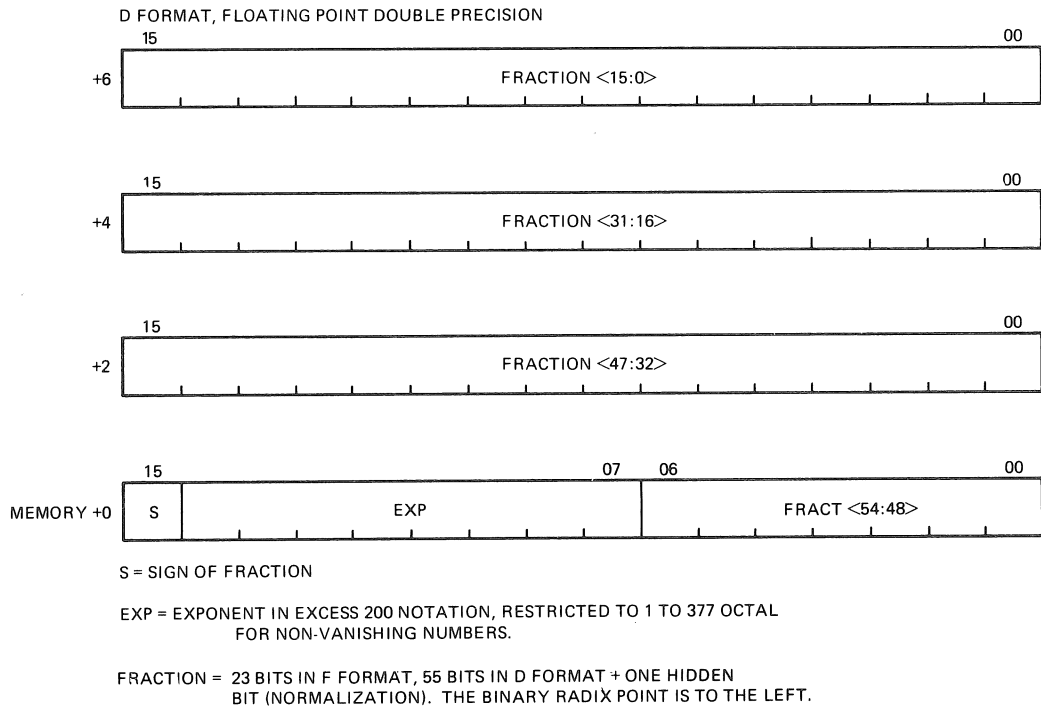 D FORMAT, FLOATING POINT DOUBLE PRECISION
15 00
+6 FRACTION <15:0>
15 00
+4 FRACTION <31:16>
15 00
+2 FRACTION <47:32>
15 07 06 00
MEMORY +0 S EXP FRACT <54:48>
S = SIGN OF FRACTION
EXP = EXPONENT IN EXCESS 200 NOTATION, RESTRICTED TO 1 TO 377 OCTAL
FOR NON-VANISHING NUMBERS.
FRACTION = 23 BITS IN F FORMAT, 55 BITS IN D FORMAT + ONE HIDDEN
BIT (NORMALIZATION). THE BINARY RADIX POINT IS TO THE LEFT.